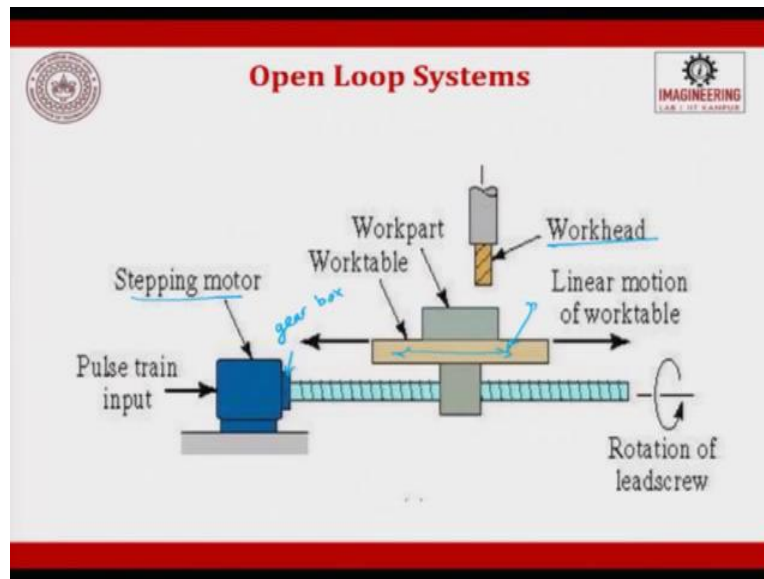 Open Loop Systems
IMAGINEERING
LAB | IIT KANPUR
Workpart
Workhead
Worktable
Stepping motor
gear box
Linear motion
of worktable
Pulse train
input
Rotation of
leadscrew